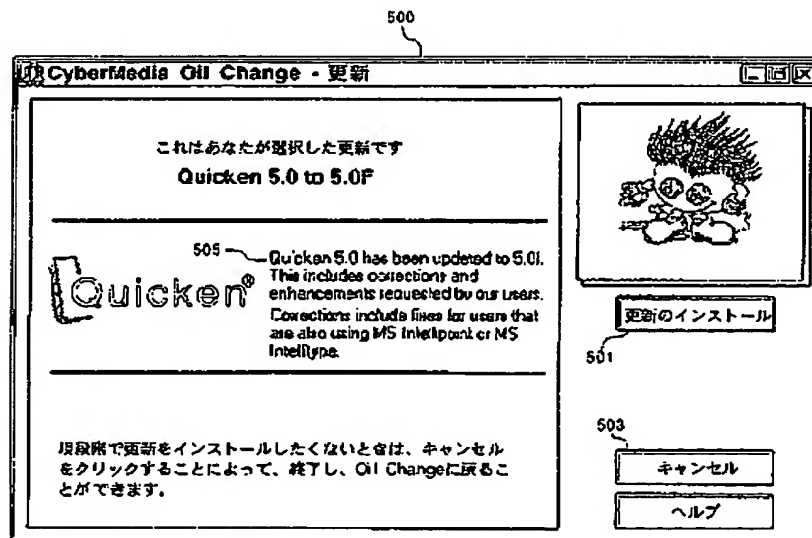 500
CyberMedia Oil Change - 更新
これはあなたが選択した更新です
Quicken 5.0 to 5.0F
505
Quicken®
Quicken 5.0 has been updated to 5.0f.
This includes corrections and
enhancements requested by our users.
Corrections include fixes for users that
are also using MS Intellipoint or MS
Intellitype.
現段階で更新をインストールしたくないときは、キャンセル
をクリックすることによって、終了し、Oil Changeに戻るこ
とができます。
更新のインストール
501
503
キャンセル
ヘルプ